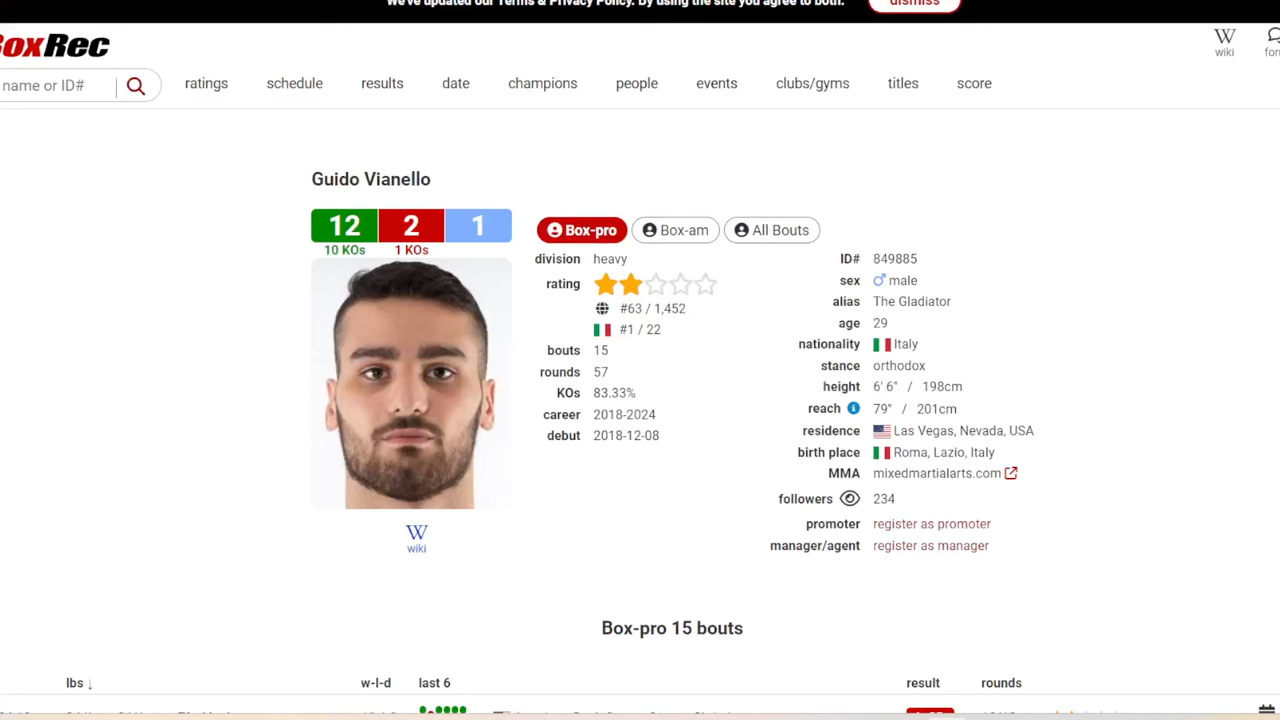 We've updated our Terms & Privacy Policy. By using the site you agree to both. dismiss
BoxRec
wiki
name or ID# ratings schedule results date champions people events clubs/gyms titles score
Guido Vianello
12 2 1
10 KOs 1 KOs
Box-pro Box-am All Bouts
division heavy
rating
#63 / 1,452
#1 / 22
bouts 15
rounds 57
KOs 83.33%
career 2018-2024
debut 2018-12-08
ID# 849885
sex male
alias The Gladiator
age 29
nationality Italy
stance orthodox
height 6' 6" / 198cm
reach 79" / 201cm
residence Las Vegas, Nevada, USA
birth place Roma, Lazio, Italy
MMA mixedmartialarts.com
followers 234
promoter register as promoter
manager/agent register as manager
W
wiki
Box-pro 15 bouts
lbs ↓ w-l-d last 6 result rounds